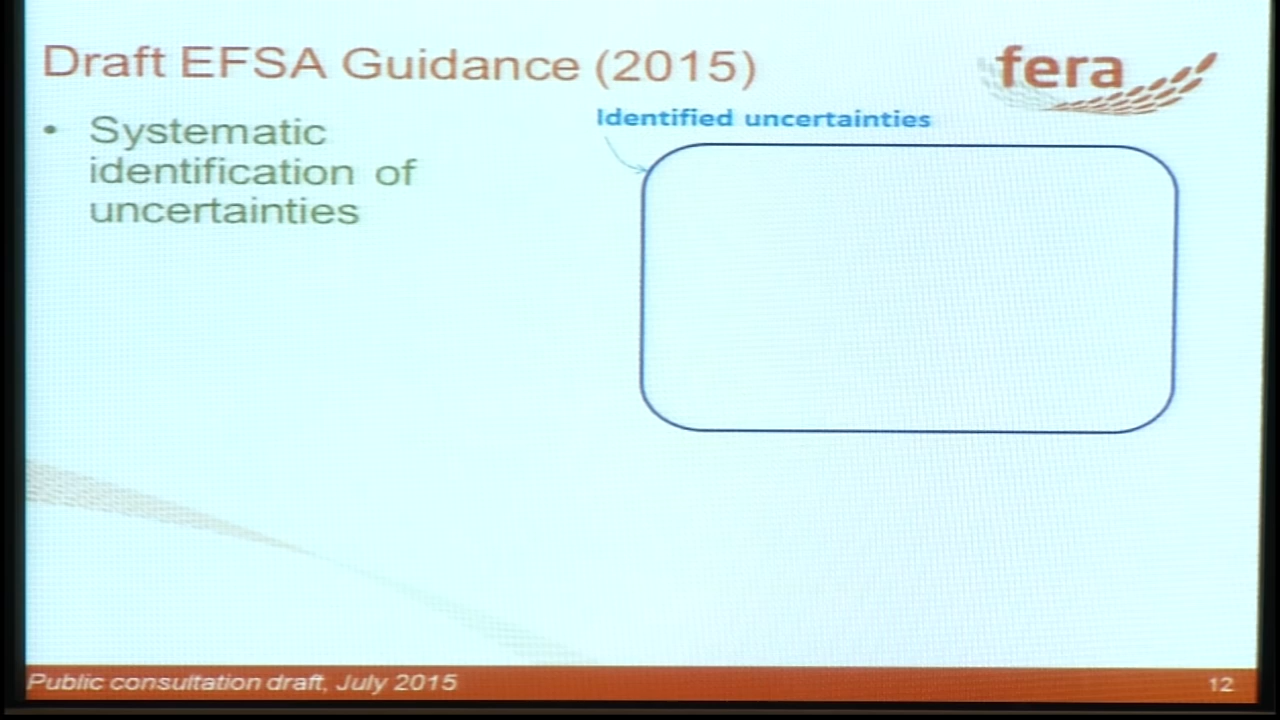 Draft EFSA Guidance (2015)
fera
Identified uncertainties
• Systematic
identification of
uncertainties
Public consultation draft, July 2015
12